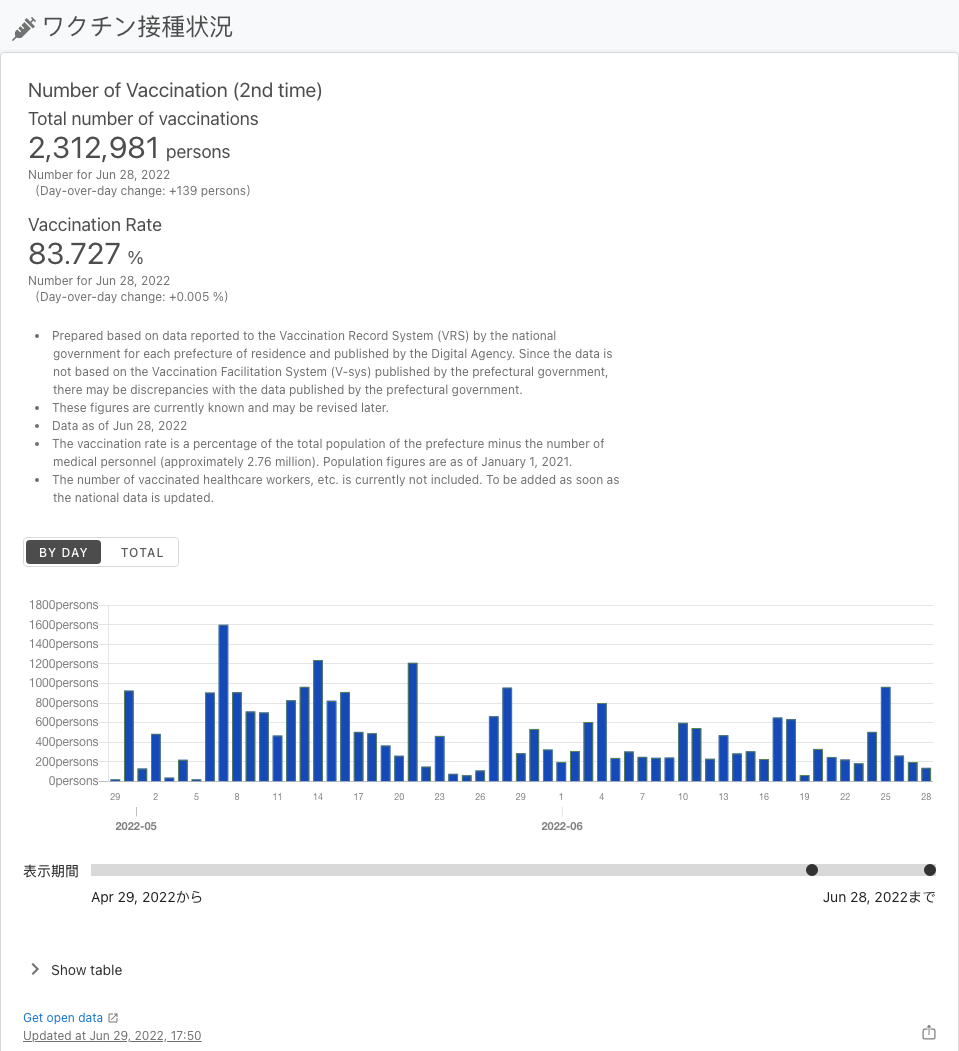 ワクチン接種状況
Number of Vaccination (2nd time)
Total number of vaccinations
2,312,981 persons
Number for Jun 28, 2022
(Day-over-day change: +139 persons)
Vaccination Rate
83.727 %
Number for Jun 28, 2022
(Day-over-day change: +0.005 %)
• Prepared based on data reported to the Vaccination Record System (VRS) by the national
government for each prefecture of residence and published by the Digital Agency. Since the data is
not based on the Vaccination Facilitation System (V-sys) published by the prefectural government,
there may be discrepancies with the data published by the prefectural government.
• These figures are currently known and may be revised later.
• Data as of Jun 28, 2022
• The vaccination rate is a percentage of the total population of the prefecture minus the number of
medical personnel (approximately 2.76 million). Population figures are as of January 1, 2021.
• The number of vaccinated healthcare workers, etc. is currently not included. To be added as soon as
the national data is updated.
BY DAY TOTAL
1800persons
1600persons
1400persons
1200persons
1000persons
800persons
600persons
400persons
200persons
0persons
29 2 5 8 11 14 17 20 23 26 29 1 4 7 10 13 16 19 22 25 28
2022-05 2022-06
表示期間
Apr 29, 2022から Jun 28, 2022まで
Show table
Get open data
Updated at Jun 29, 2022, 17:50